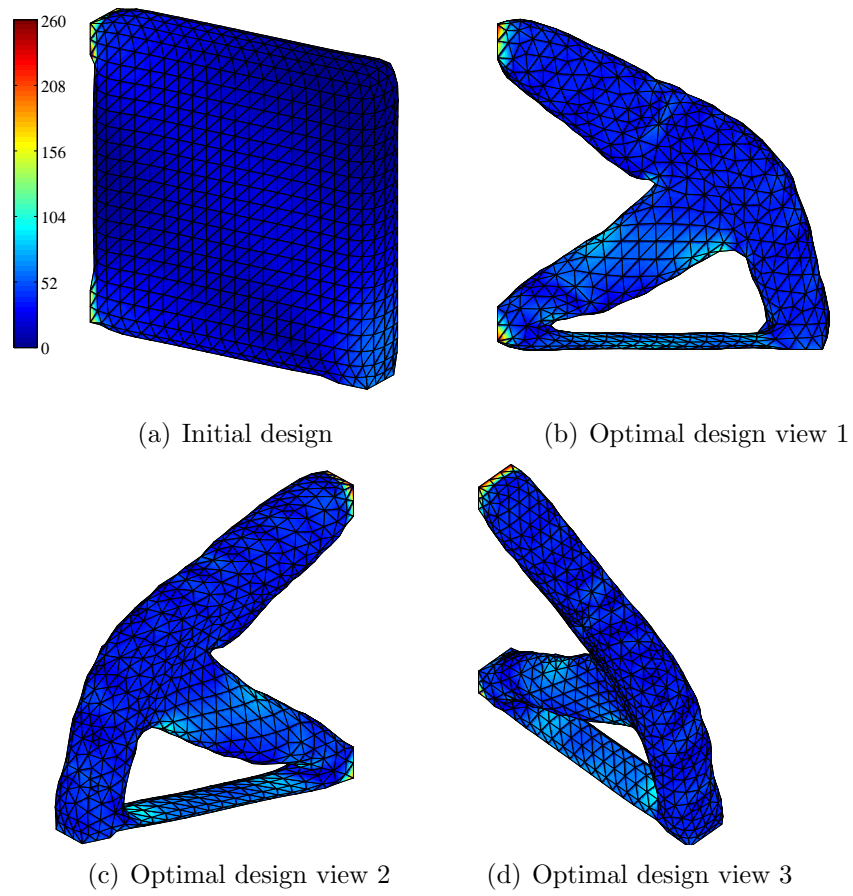 260
208
156
104
52
0
(a) Initial design
(b) Optimal design view 1
(c) Optimal design view 2
(d) Optimal design view 3